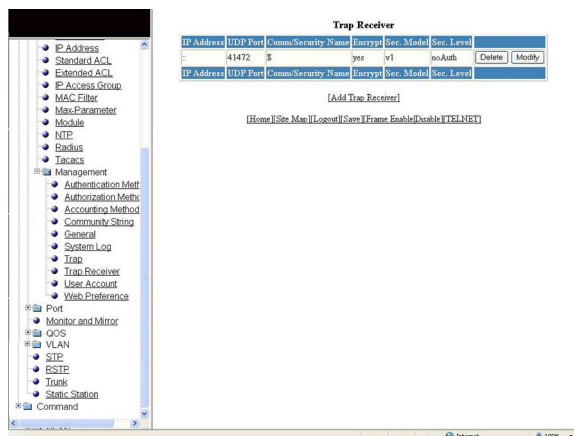 IP Address
Standard ACL
Extended ACL
IP Access Group
MAC Filter
Max-Parameter
Module
NTP
Radius
Tacacs
Management
Authentication Meth
Authorization Metho
Accounting Method
Community String
General
System Log
Trap
Trap Receiver
User Account
Web Preference
Port
Monitor and Mirror
QOS
VLAN
STP
RSTP
Trunk
Static Station
Command
Trap Receiver
IP Address UDP Port Comm/Security Name Encrypt Sec. Model Sec. Level
:: 41472 $ yes v1 noAuth Delete Modify
IP Address UDP Port Comm/Security Name Encrypt Sec. Model Sec. Level
[Add Trap Receiver]
[Home][Site Map][Logout][Save][Frame Enable|Disable][TELNET]